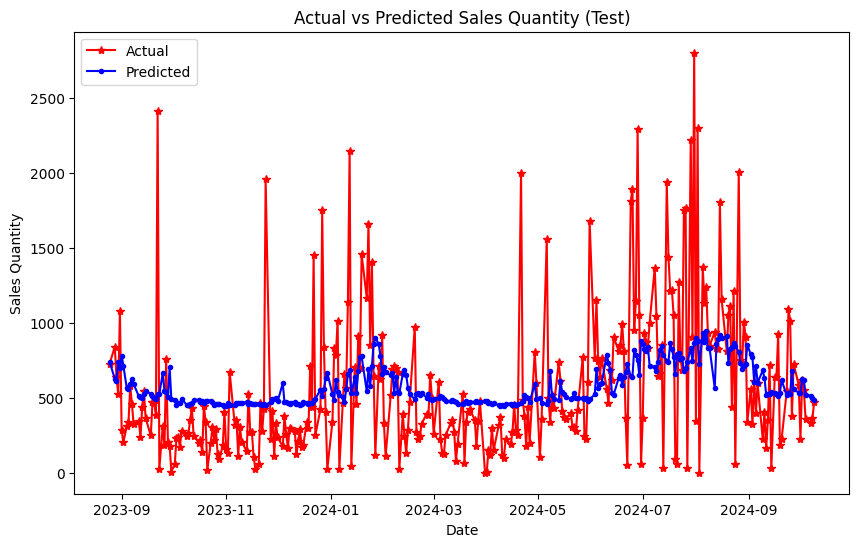 Actual vs Predicted Sales Quantity (Test)
Actual
Predicted
Sales Quantity
2500
2000
1500
1000
500
0
2023-09 2023-11 2024-01 2024-03 2024-05 2024-07 2024-09
Date